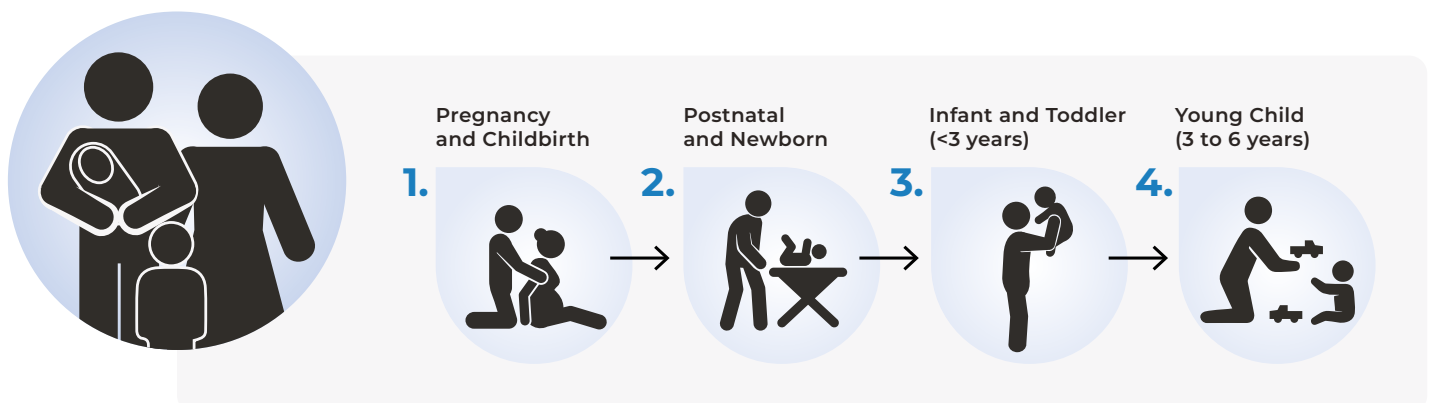 Pregnancy
and Childbirth
Postnatal
and Newborn
Infant and Toddler
(<3 years)
Young Child
(3 to 6 years)
1.
2.
3.
4.